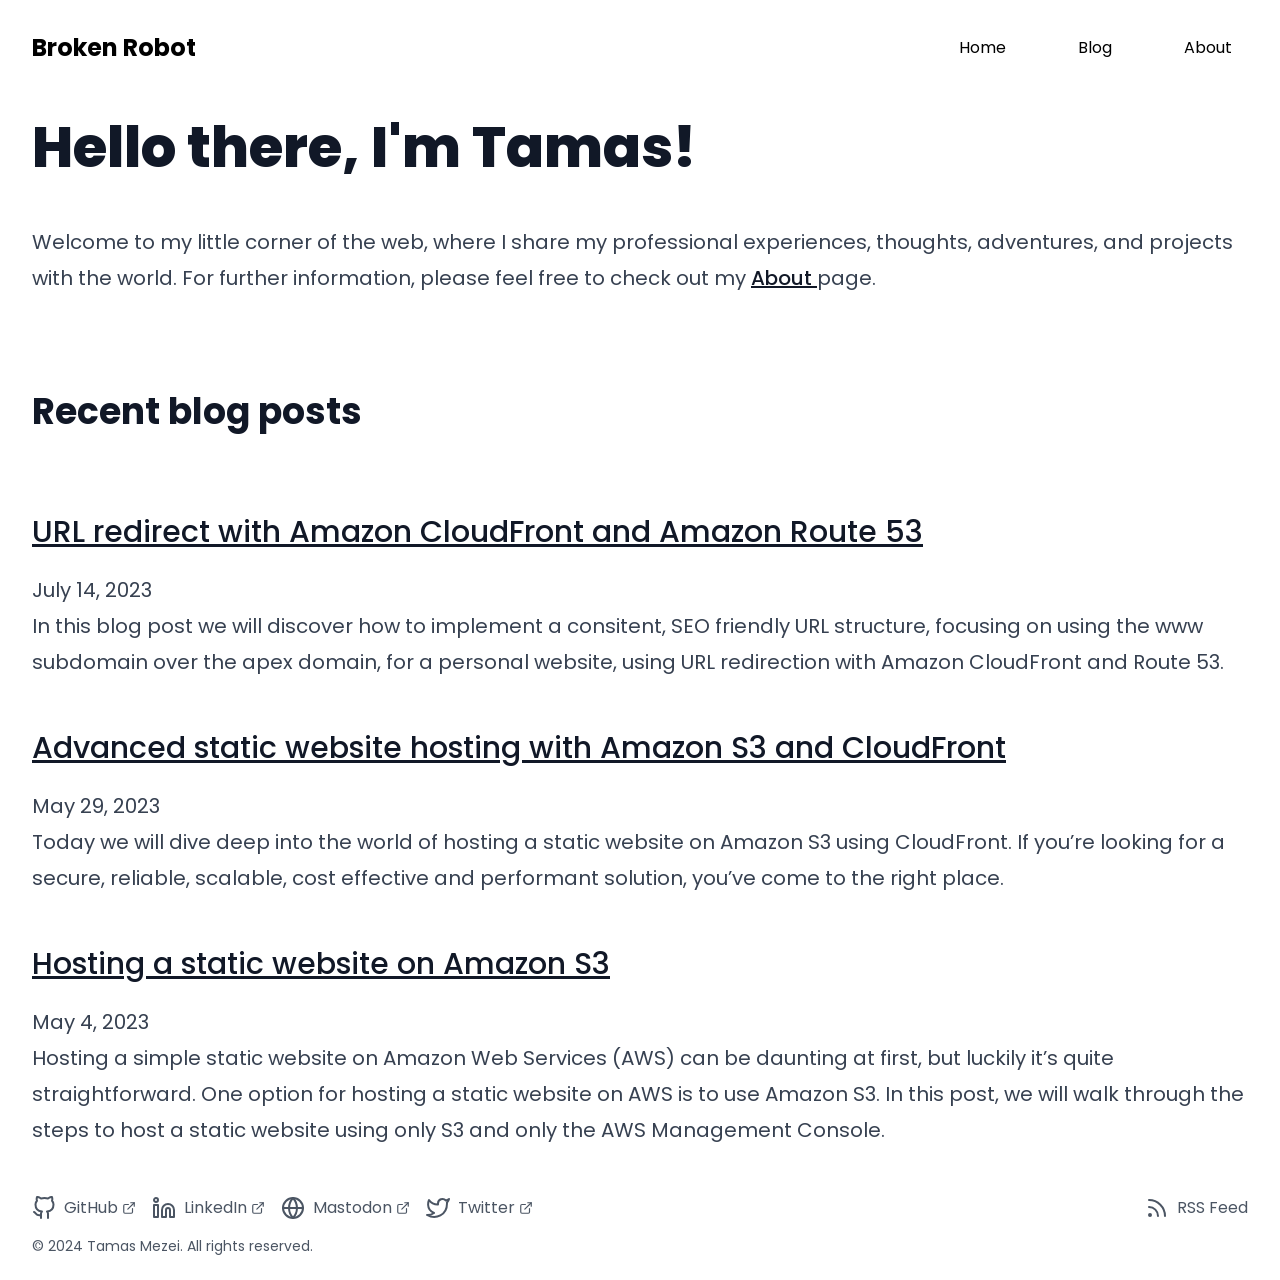 Broken Robot
Home
Blog
About
Hello there, I'm Tamas!
Welcome to my little corner of the web, where I share my professional experiences, thoughts, adventures, and projects
with the world. For further information, please feel free to check out my About page.
Recent blog posts
URL redirect with Amazon CloudFront and Amazon Route 53
July 14, 2023
In this blog post we will discover how to implement a consitent, SEO friendly URL structure, focusing on using the www
subdomain over the apex domain, for a personal website, using URL redirection with Amazon CloudFront and Route 53.
Advanced static website hosting with Amazon S3 and CloudFront
May 29, 2023
Today we will dive deep into the world of hosting a static website on Amazon S3 using CloudFront. If you’re looking for a
secure, reliable, scalable, cost effective and performant solution, you’ve come to the right place.
Hosting a static website on Amazon S3
May 4, 2023
Hosting a simple static website on Amazon Web Services (AWS) can be daunting at first, but luckily it’s quite
straightforward. One option for hosting a static website on AWS is to use Amazon S3. In this post, we will walk through the
steps to host a static website using only S3 and only the AWS Management Console.
GitHub
LinkedIn
Mastodon
Twitter
RSS Feed
© 2024 Tamas Mezei. All rights reserved.